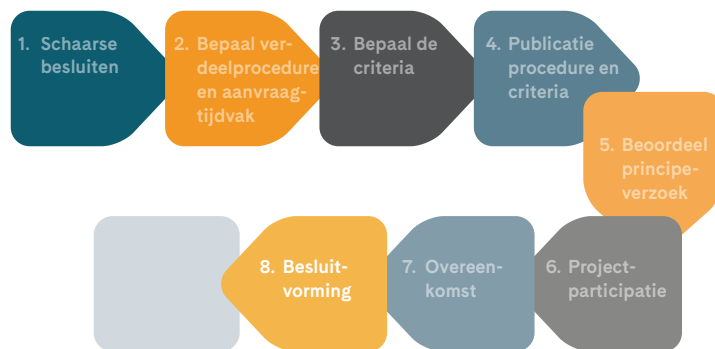 1. Schaarse
besluiten
2. Bepaal ver-
deelprocedure
en aanvraag-
tijdvak
3. Bepaal de
criteria
4. Publicatie
procedure en
criteria
5. Beoordeel
principe-
verzoek
6. Project-
participatie
7. Overeen-
komst
8. Besluit-
vorming